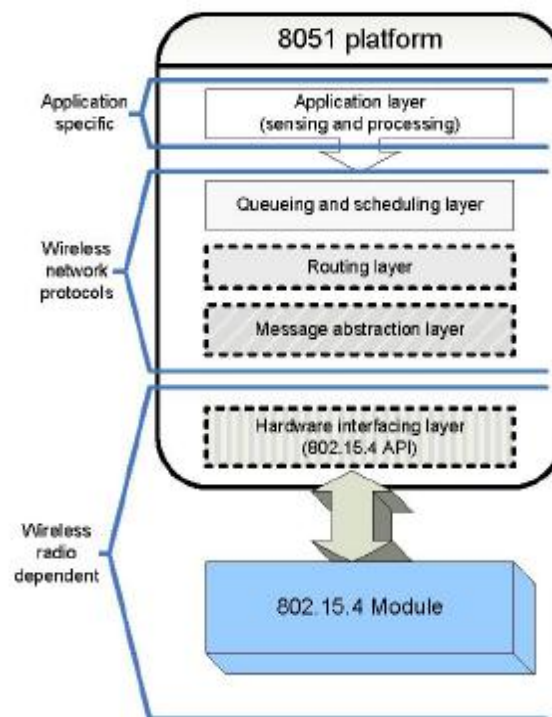 8051 platform
Application
specific
Application layer
(sensing and processing)
Wireless
network
protocols
Queueing and scheduling layer
Routing layer
Message abstraction layer
Wireless
radio
dependent
Hardware interfacing layer
(802.15.4 API)
802.15.4 Module